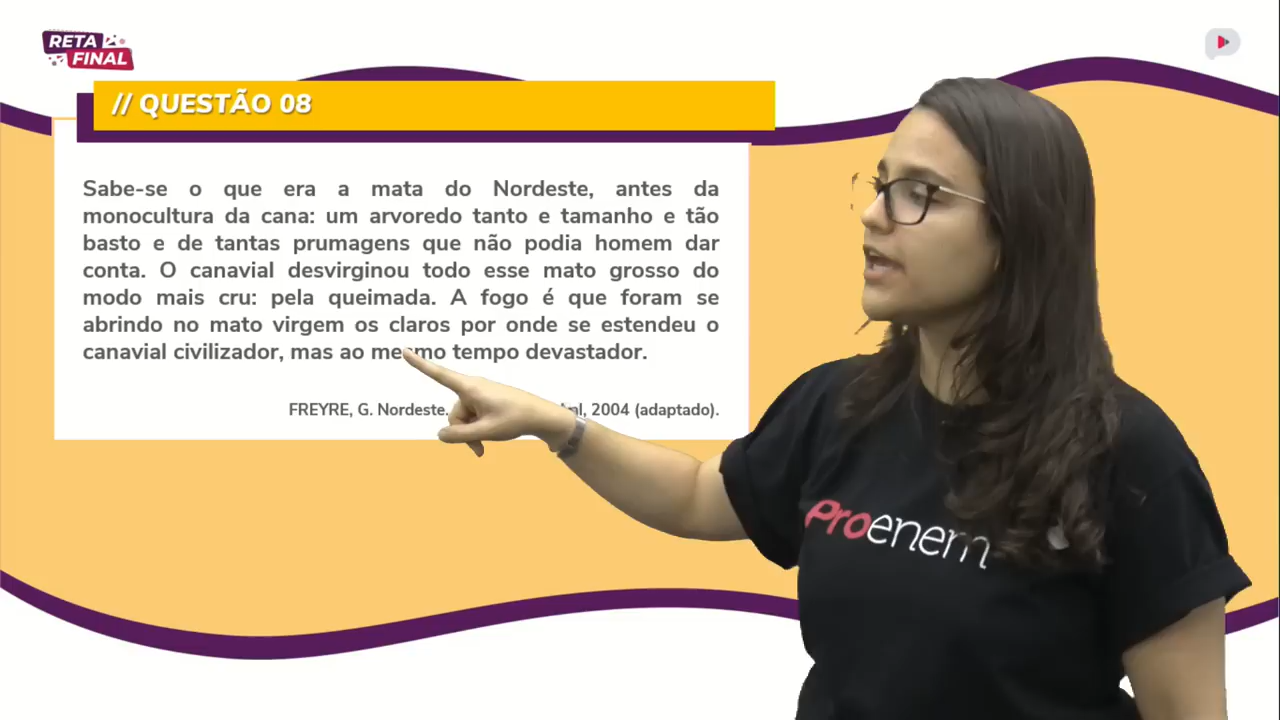 RETA
FINAL
// QUESTÃO 08
Sabe-se o que era a mata do Nordeste, antes da
monocultura da cana: um arvoredo tanto e tamanho e tão
basto e de tantas prumagens que não podia homem dar
conta. O canavial desvirginou todo esse mato grosso do
modo mais cru: pela queimada. A fogo é que foram se
abrindo no mato virgem os claros por onde se estendeu o
canavial civilizador, mas ao mesmo tempo devastador.
FREYRE, G. Nordeste. 2004 (adaptado).
Proenem